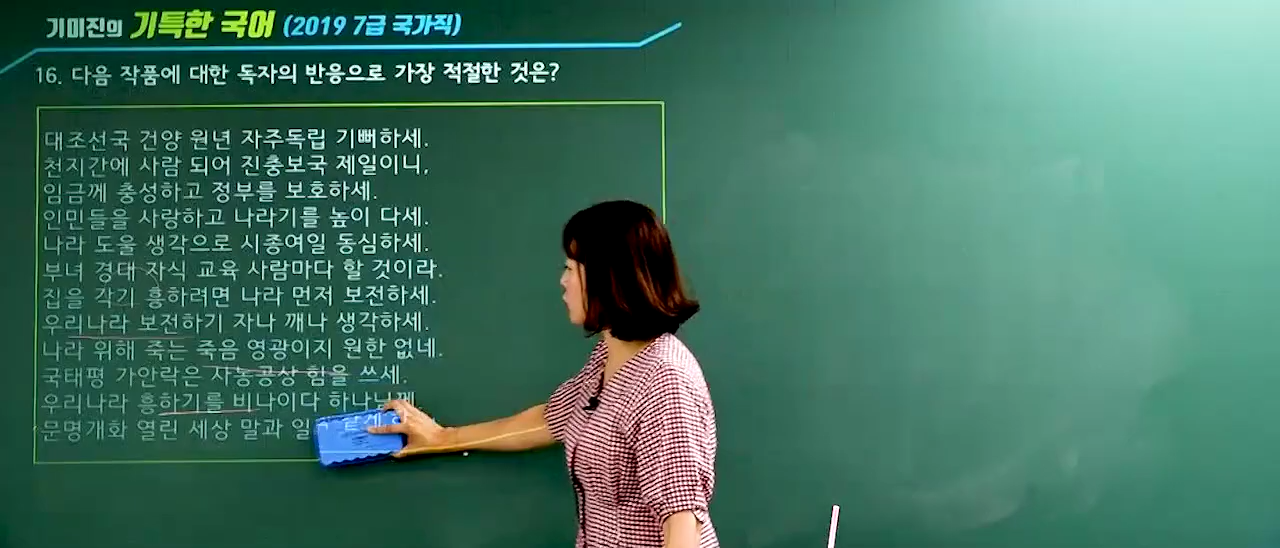 기미진의 기특한 국어 (2019 7급 국가직)
16. 다음 작품에 대한 독자의 반응으로 가장 적절한 것은?
대조선국 건양 원년 자주독립 기뻐하세.
천지간에 사람 되어 진충보국 제일이니,
임금께 충성하고 정부를 보호하세.
인민들을 사랑하고 나라기를 높이 다세.
나라 도울 생각으로 시종여일 동심하세.
부녀 경대 자식 교육 사람마다 할 것이라.
집을 각기 흥하려면 나라 먼저 보전하세.
우리나라 보전하기 자나 깨나 생각하세.
나라 위해 죽는 죽음 영광이지 원한 없네.
국태평 가안락은 사농공상 힘을 쓰세.
우리나라 흥하기를 비나이다 하나님께
문명개화 열린 세상 말과